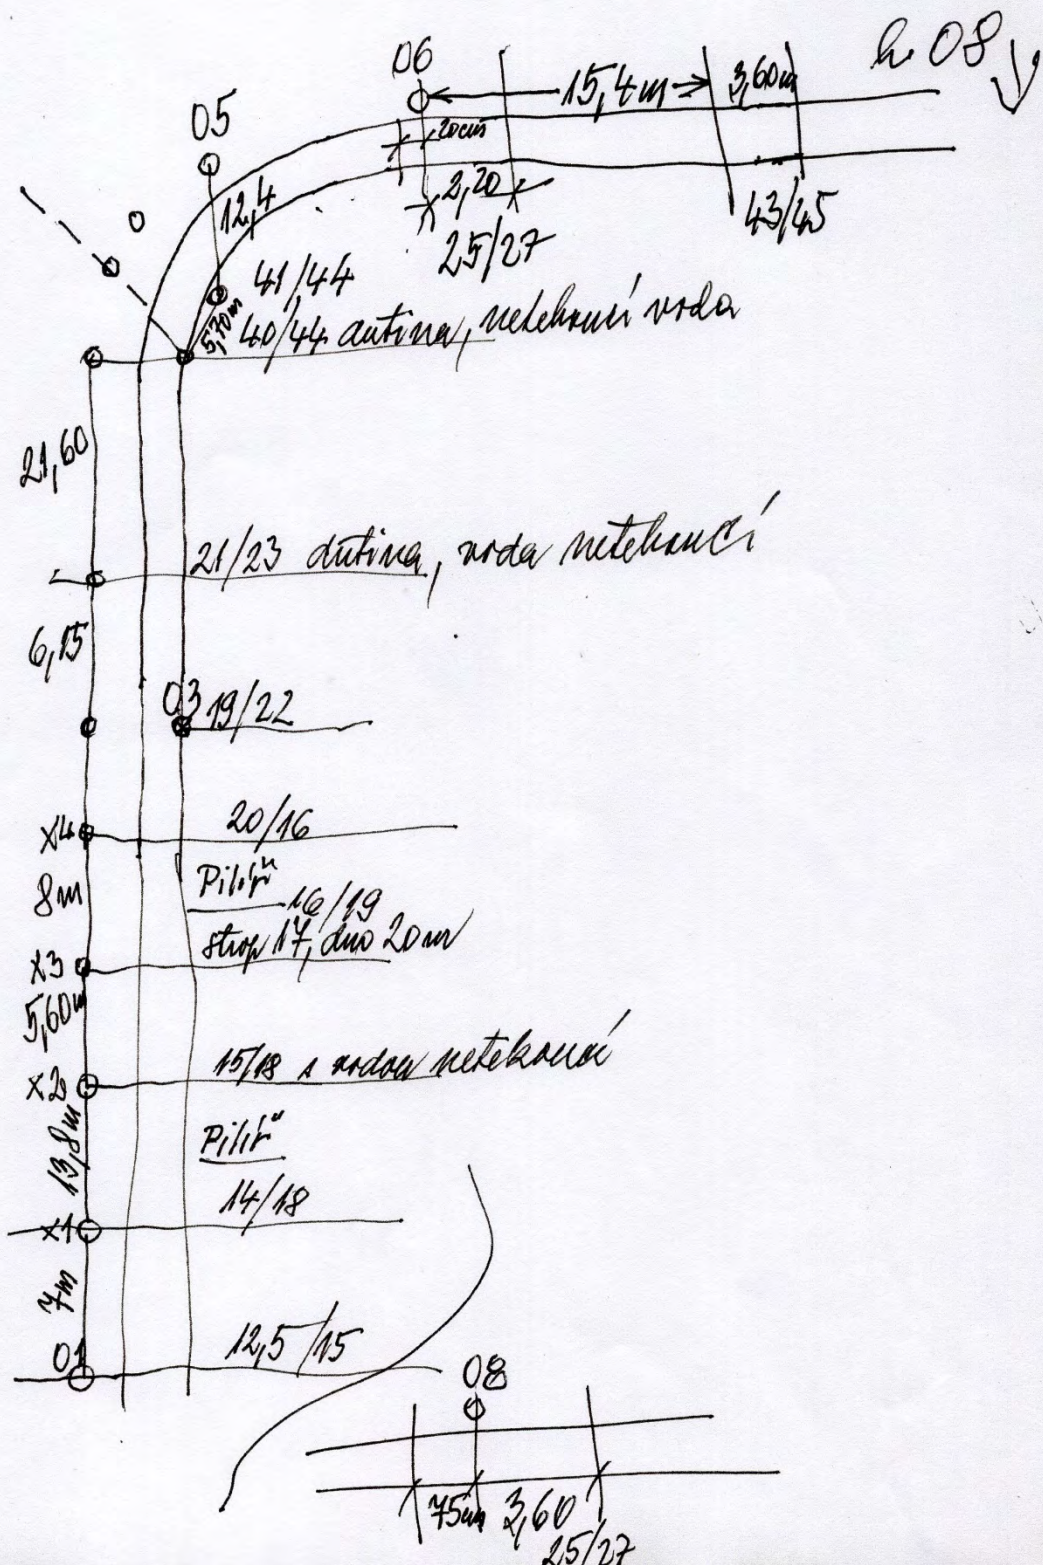 06
15,4m
3,60m
k 08
05
20cm
12,4
2,20
43/45
25/27
41/44
5,70m
40/44 dutina, netekoucí voda
21,60
21/23 dutina, voda netekoucí
6,15
03 19/22
x4
20/16
8m
Pilíř
16/19
strop 17, dno 20m
x3
5,60m
15/18 s vodou netekoucí
x2
13,8m
Pilíř
14/18
x1
7m
12,5/15
01
08
75cm
3,60
25/27